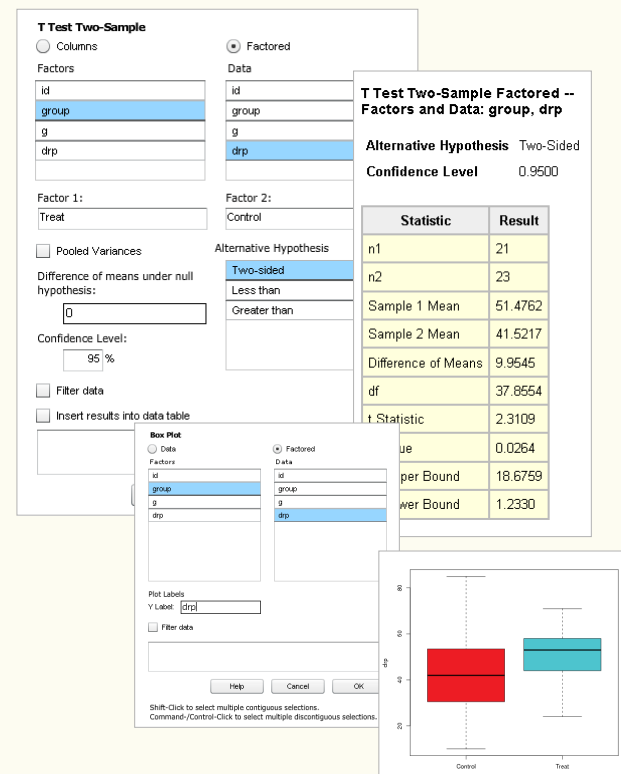 T Test Two-Sample
Columns
Factored
Factors
Data
id
group
g
drp
id
group
g
drp
Factor 1:
Factor 2:
Treat
Control
Pooled Variances
Alternative Hypothesis
Difference of means under null
hypothesis:
0
Two-sided
Less than
Greater than
Confidence Level:
95 %
Filter data
Insert results into data table
T Test Two-Sample Factored --
Factors and Data: group, drp
Alternative Hypothesis Two-Sided
Confidence Level 0.9500
Statistic Result
n1 21
n2 23
Sample 1 Mean 51.4762
Sample 2 Mean 41.5217
Difference of Means 9.9545
df 37.8554
t Statistic 2.3109
ue 0.0264
per Bound 18.6759
wer Bound 1.2330
Box Plot
Data
Factored
Factors
Data
id
group
g
drp
id
group
g
drp
Plot Labels
Y Label: drp
Filter data
Help Cancel OK
Shift-Click to select multiple contiguous selections.
Command-/Control-Click to select multiple discontiguous selections.
80
60
40
20
drp
Control Treat